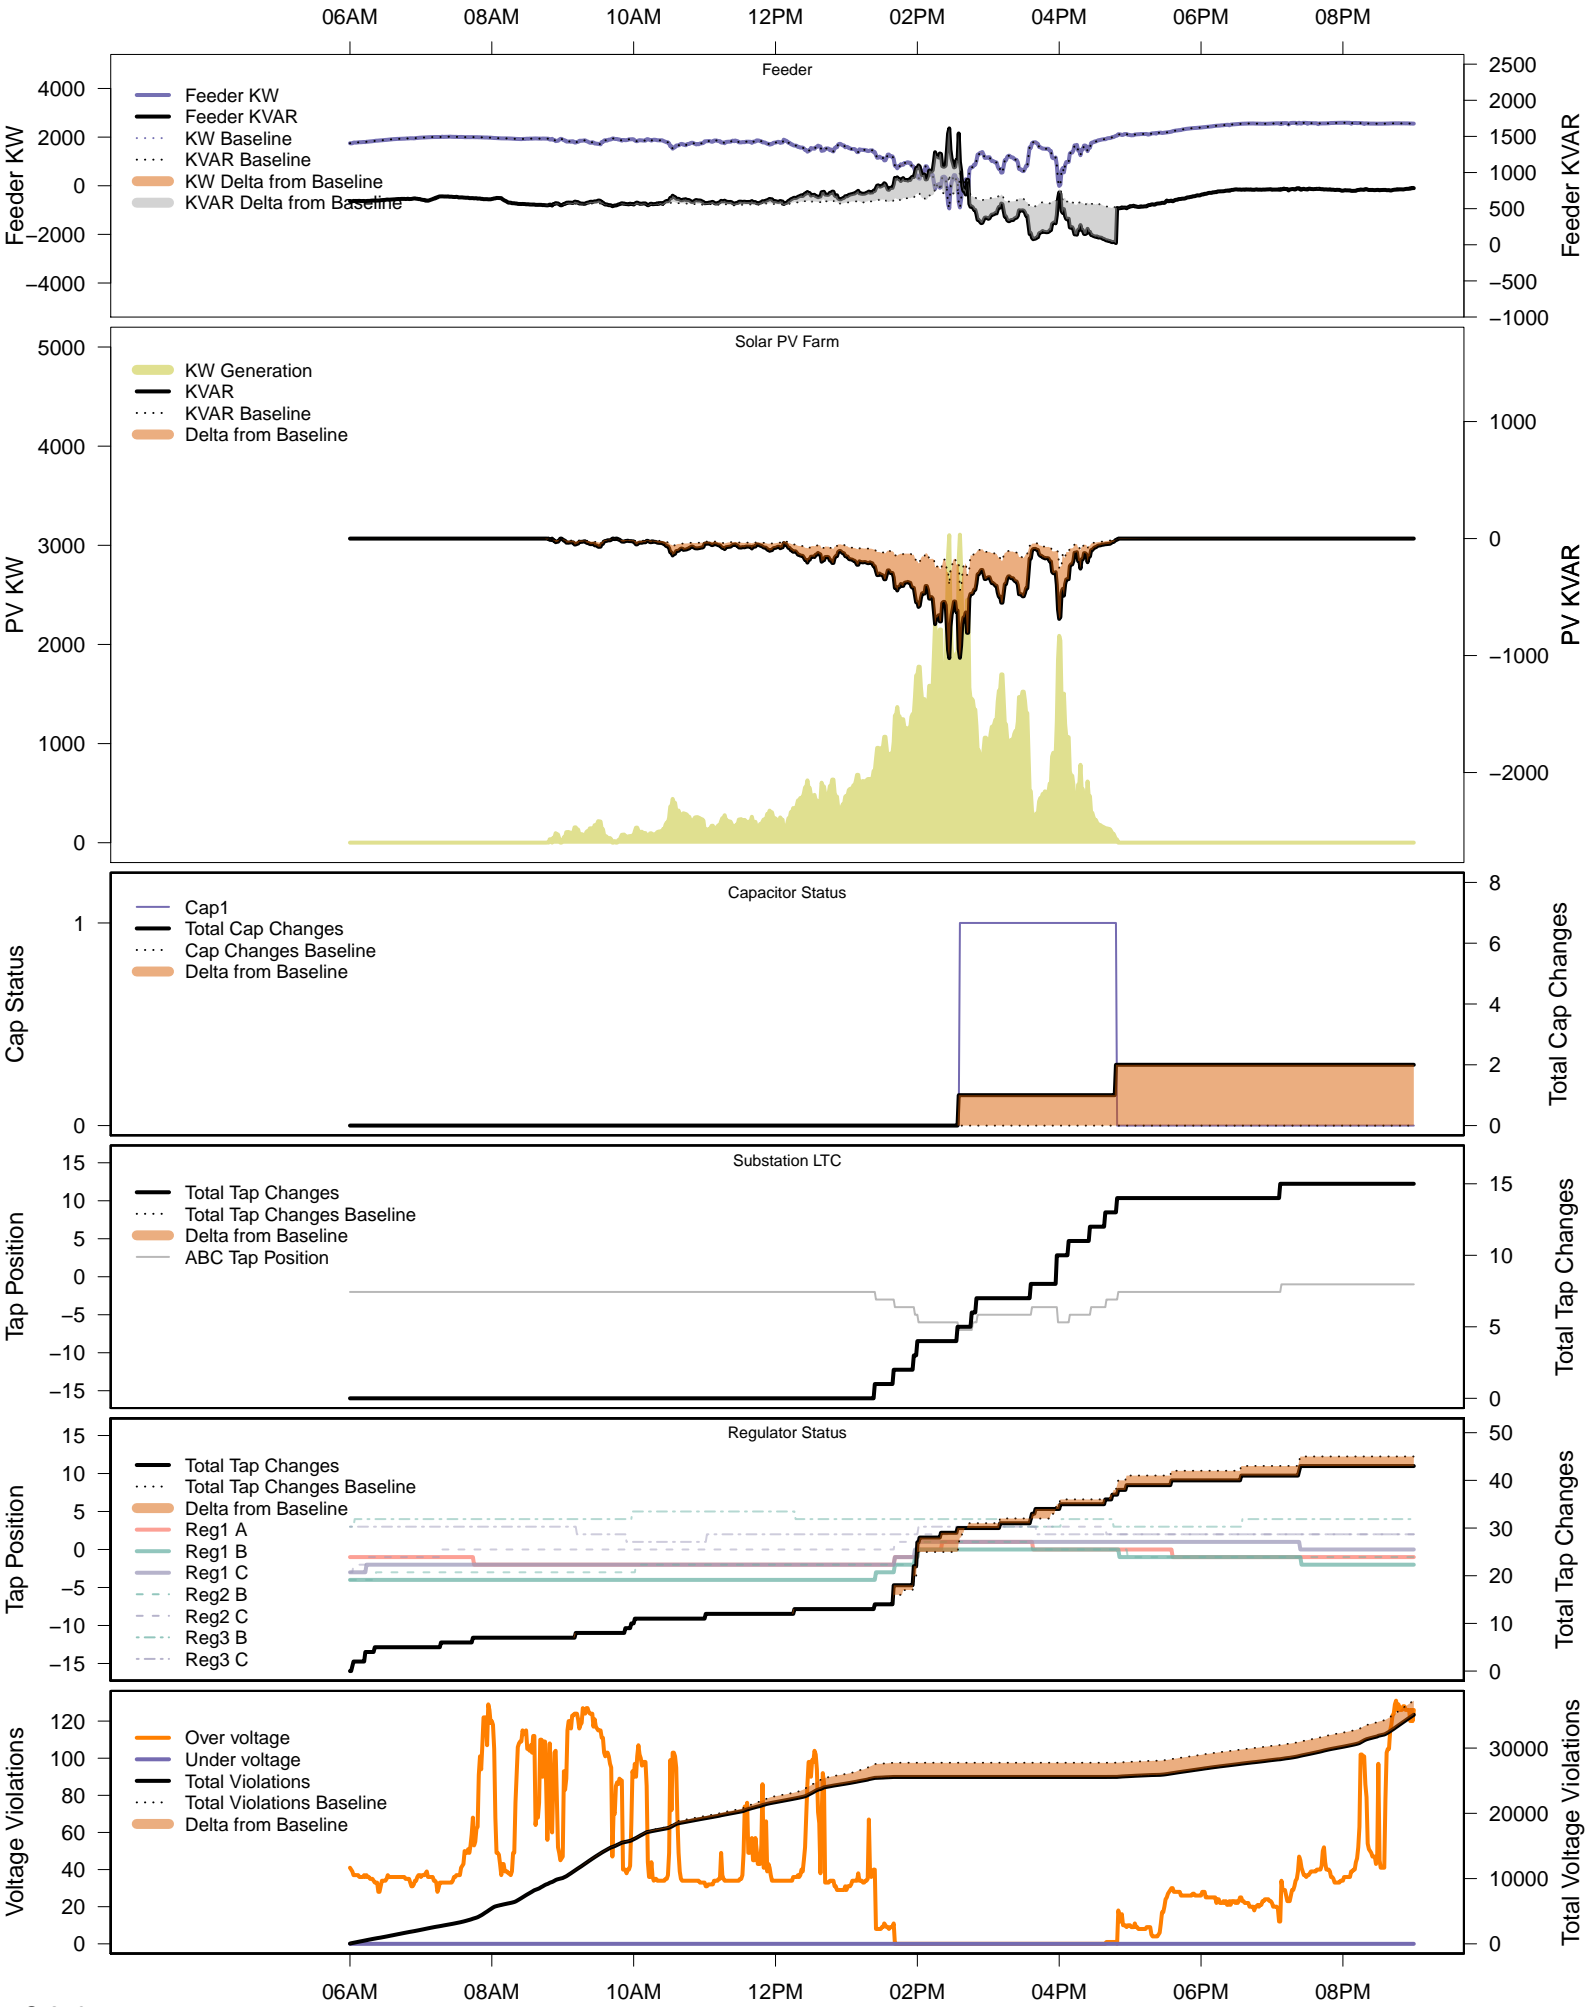 06AM 08AM 10AM 12PM 02PM 04PM 06PM 08PM
Feeder
Feeder KW
4000
2000
0
−2000
−4000
Feeder KW
Feeder KVAR
KW Baseline
KVAR Baseline
KW Delta from Baseline
KVAR Delta from Baseline
2500
2000
1500
1000
500
0
−500
−1000
Feeder KVAR
Solar PV Farm
PV KW
5000
4000
3000
2000
1000
0
KW Generation
KVAR
KVAR Baseline
Delta from Baseline
1000
0
−1000
−2000
PV KVAR
Capacitor Status
Cap Status
1
0
Cap1
Total Cap Changes
Cap Changes Baseline
Delta from Baseline
8
6
4
2
0
Total Cap Changes
Substation LTC
Tap Position
15
10
5
0
−5
−10
−15
Total Tap Changes
Total Tap Changes Baseline
Delta from Baseline
ABC Tap Position
15
10
5
0
Total Tap Changes
Regulator Status
Tap Position
15
10
5
0
−5
−10
−15
Total Tap Changes
Total Tap Changes Baseline
Delta from Baseline
Reg1 A
Reg1 B
Reg1 C
Reg2 B
Reg2 C
Reg3 B
Reg3 C
50
40
30
20
10
0
Total Tap Changes
Voltage Violations
120
100
80
60
40
20
0
Over voltage
Under voltage
Total Violations
Total Violations Baseline
Delta from Baseline
30000
20000
10000
0
Total Voltage Violations
06AM 08AM 10AM 12PM 02PM 04PM 06PM 08PM